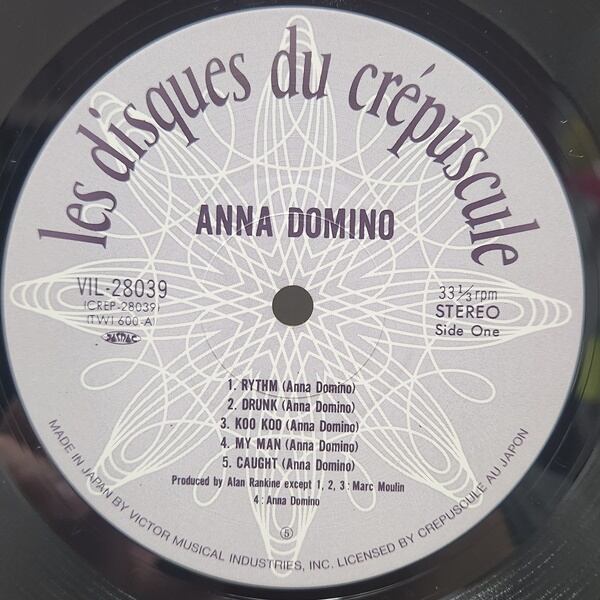 les disques du crépuscule
ANNA DOMINO
VIL-28039
(CREP-28039)
(TWI 600-A)
JASRAC
33 1/3 rpm
STEREO
Side One
1. RYTHM (Anna Domino)
2. DRUNK (Anna Domino)
3. KOO KOO (Anna Domino)
4. MY MAN (Anna Domino)
5. CAUGHT (Anna Domino)
Produced by Alan Rankine except 1, 2, 3 : Marc Moulin
4 : Anna Domino
⑤
MADE IN JAPAN BY VICTOR MUSICAL INDUSTRIES, INC. LICENSED BY CREPUSCULE AU JAPON